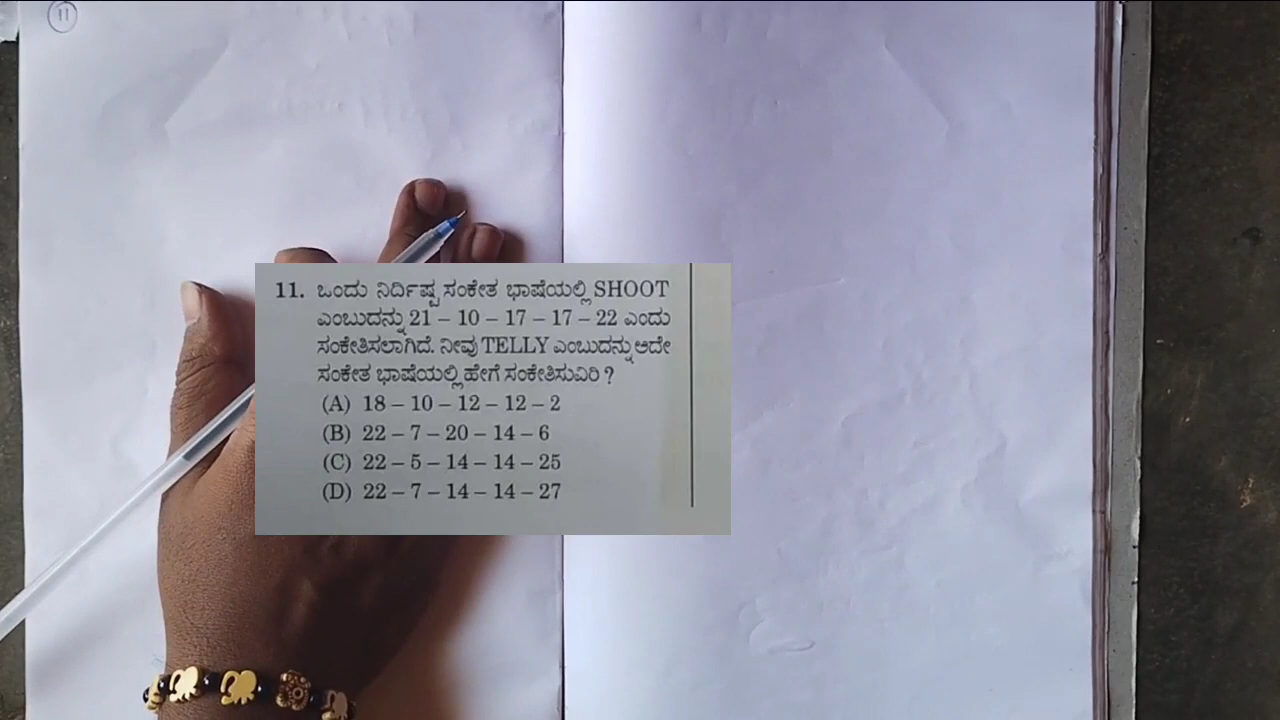 11
11. ಒಂದು ನಿರ್ದಿಷ್ಟ ಸಂಕೇತ ಭಾಷೆಯಲ್ಲಿ SHOOT
ಎಂಬುದನ್ನು 21 – 10 – 17 – 17 – 22 ಎಂದು
ಸಂಕೇತಿಸಲಾಗಿದೆ. ನೀವು TELLY ಎಂಬುದನ್ನು ಅದೇ
ಸಂಕೇತ ಭಾಷೆಯಲ್ಲಿ ಹೇಗೆ ಸಂಕೇತಿಸುವಿರಿ ?
(A) 18 – 10 – 12 – 12 – 2
(B) 22 – 7 – 20 – 14 – 6
(C) 22 – 5 – 14 – 14 – 25
(D) 22 – 7 – 14 – 14 – 27